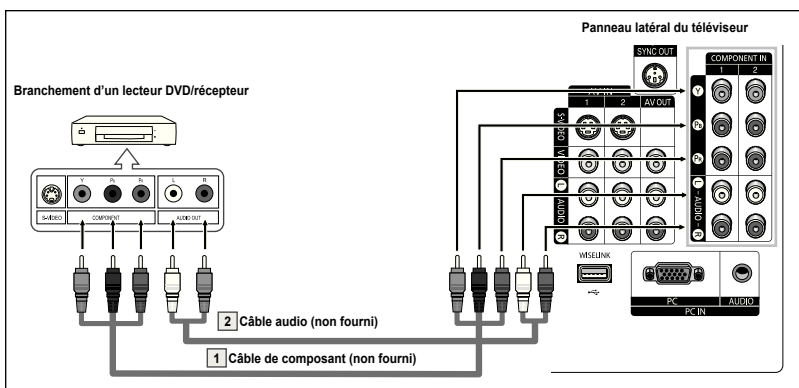 Panneau latéral du téléviseur
SYNC OUT
COMPONENT IN
1 2
AV IN
1 2 AV OUT
Branchement d'un lecteur DVD/récepteur
Y
S-VIDEO
PB
VIDEO
PR
L
L
- AUDIO -
AUDIO
R
R
Y PB PR L R
S-VIDEO COMPONENT AUDIO OUT
WISELINK
PC AUDIO
PC IN
2 Câble audio (non fourni)
1 Câble de composant (non fourni)